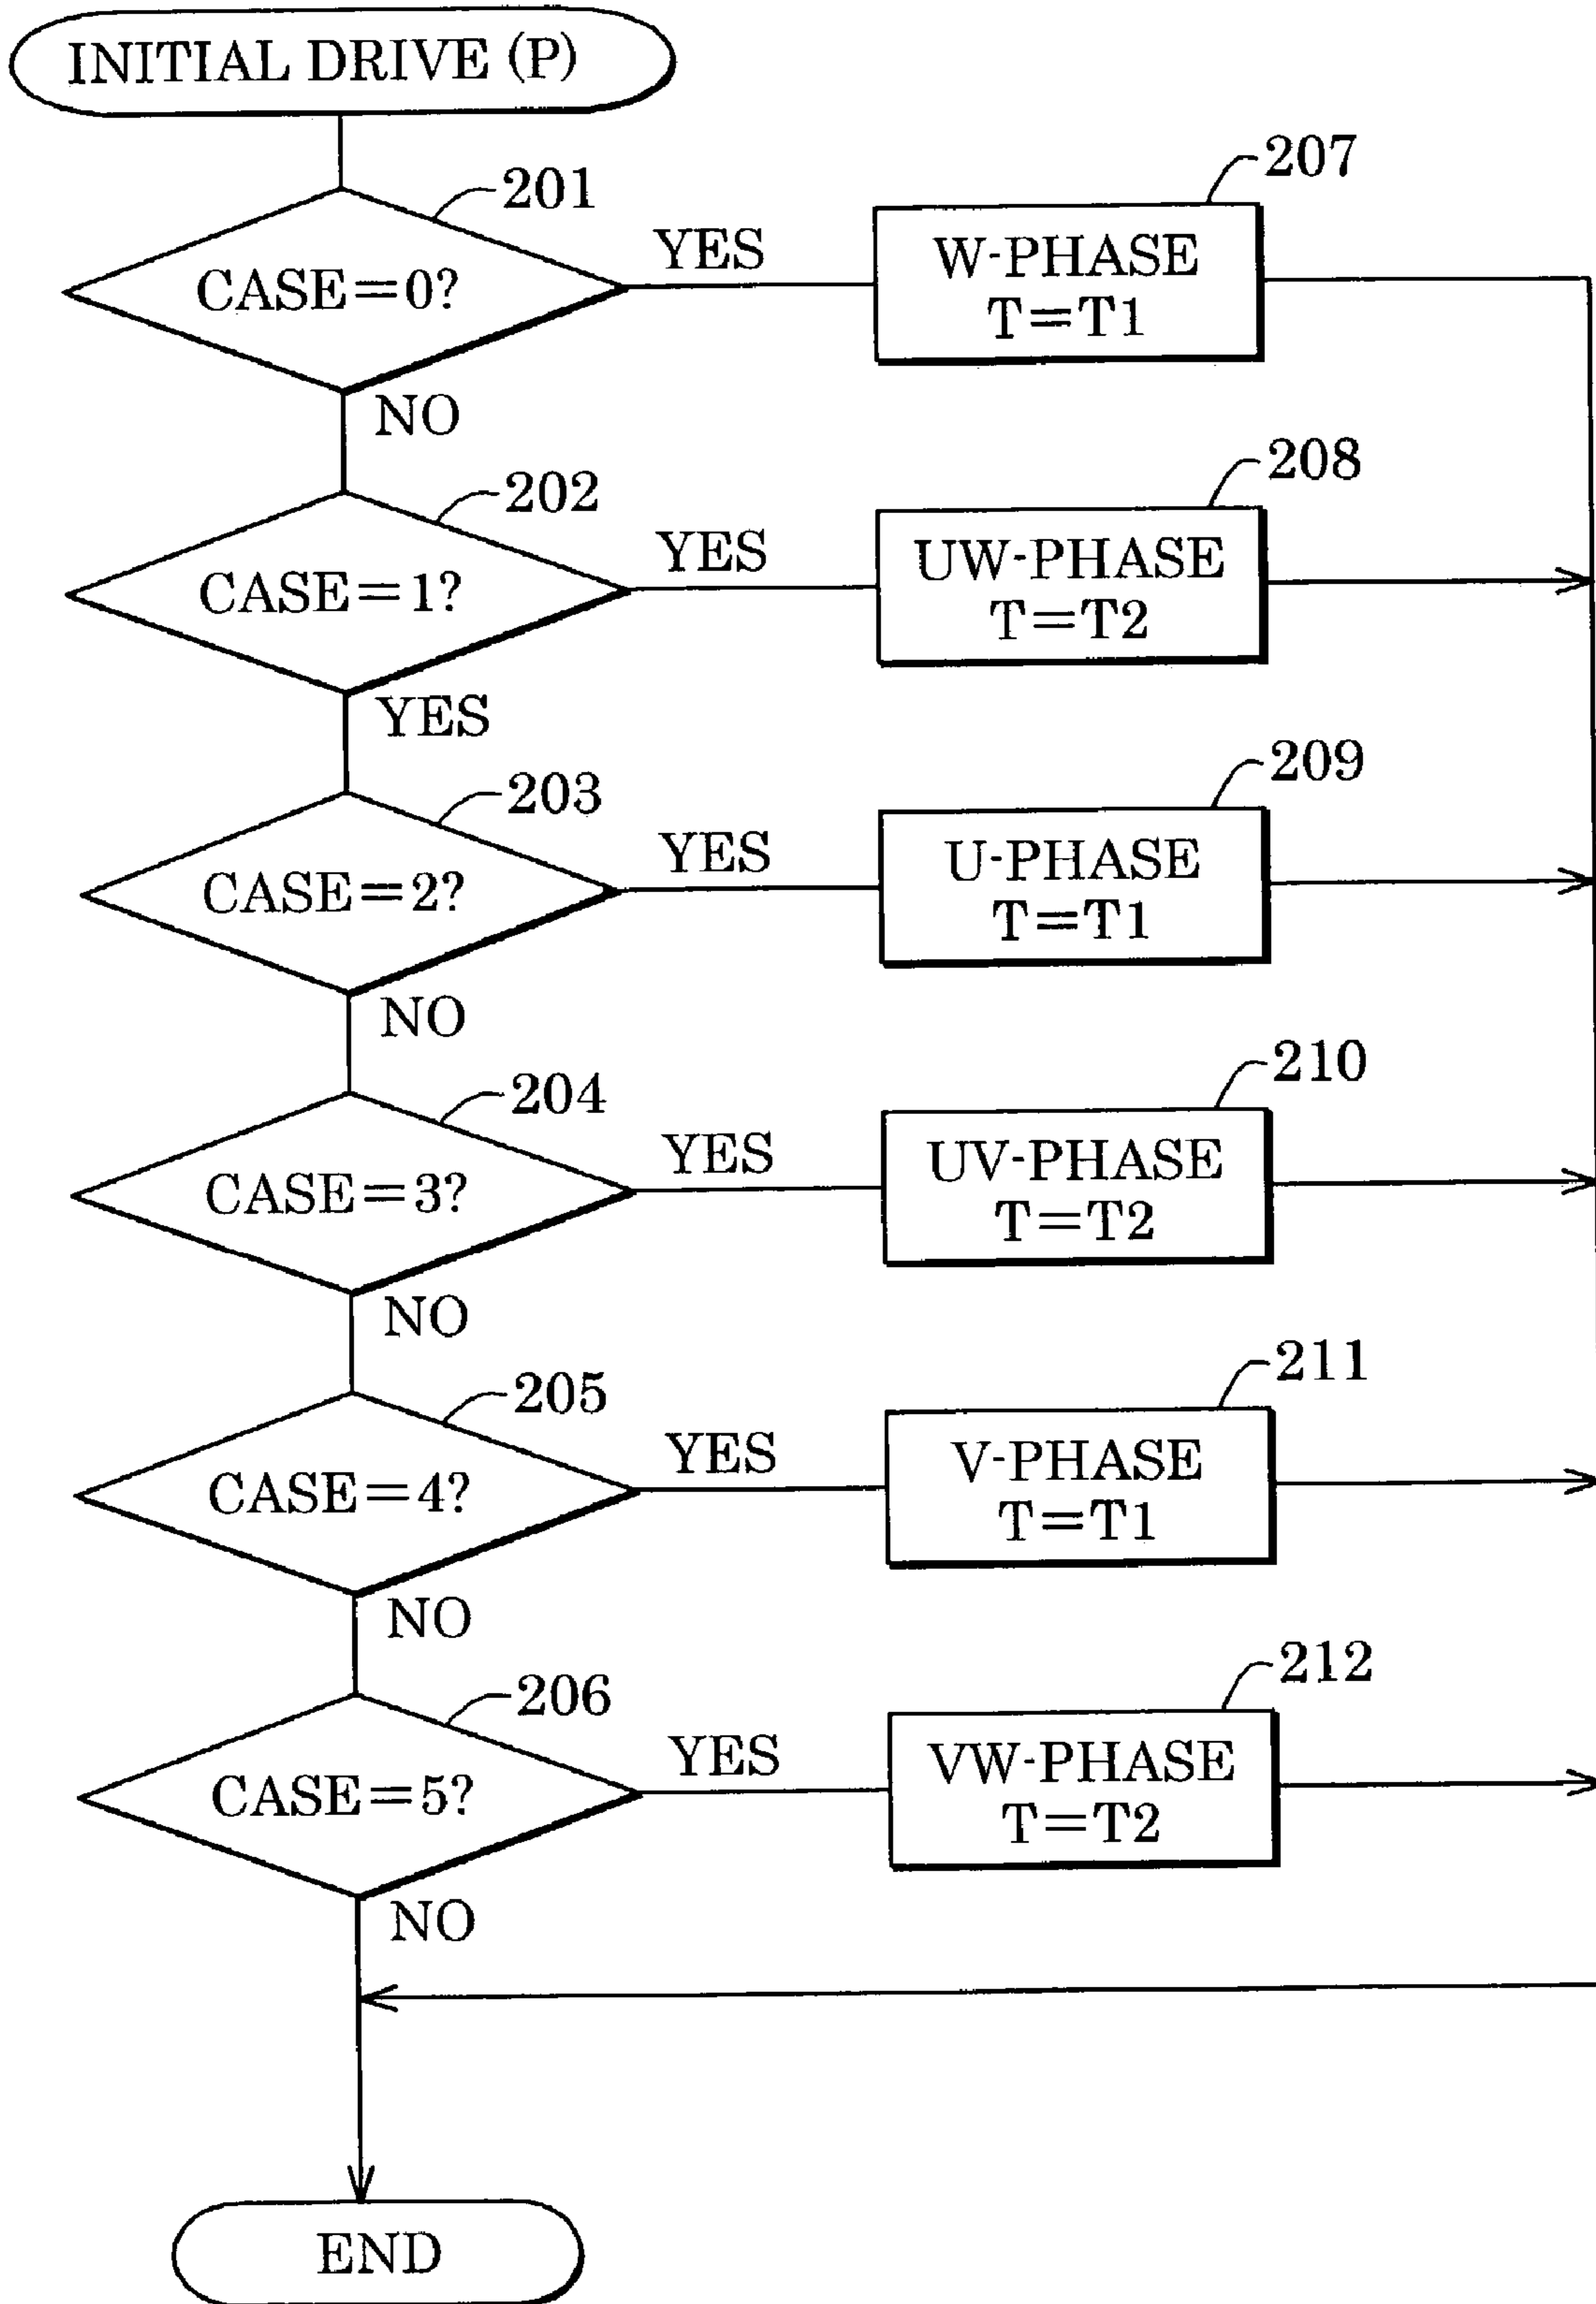 INITIAL DRIVE (P)
201
CASE=0?
YES
207
W-PHASE
T=T1
NO
202
CASE=1?
YES
208
UW-PHASE
T=T2
YES
203
CASE=2?
YES
209
U-PHASE
T=T1
NO
204
CASE=3?
YES
210
UV-PHASE
T=T2
NO
205
CASE=4?
YES
211
V-PHASE
T=T1
NO
206
CASE=5?
YES
212
VW-PHASE
T=T2
NO
END